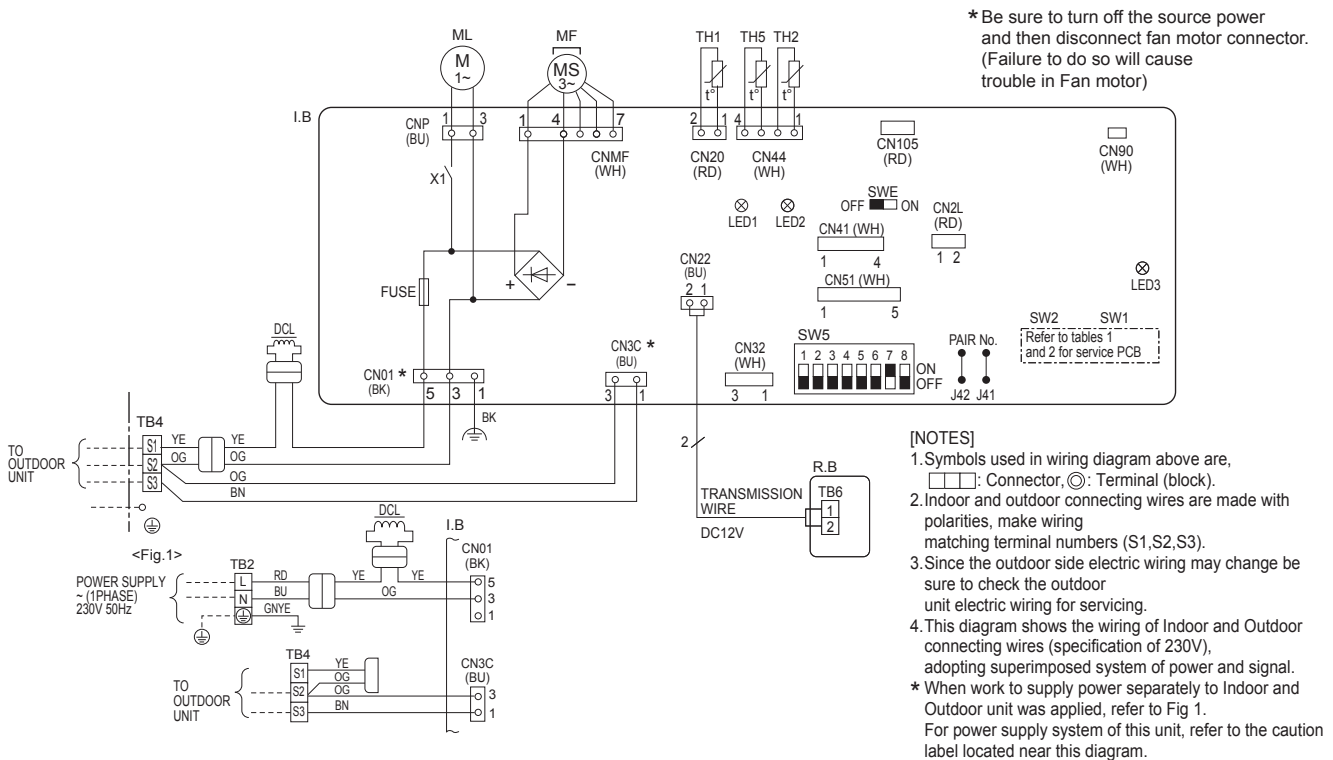 * Be sure to turn off the source power
and then disconnect fan motor connector.
(Failure to do so will cause
trouble in Fan motor)
ML
MF
TH1 TH5 TH2
M
1~
MS
3~
t° t° t°
I.B
CNP
(BU)
1 3
1 4 7
CNMF
(WH)
2 1
CN20
(RD)
4 1
CN44
(WH)
CN105
(RD)
CN90
(WH)
X1
LED1
LED2
SWE
OFF ON
CN2L
(RD)
1 2
CN41 (WH)
1 4
CN51 (WH)
1 5
LED3
CN22
(BU)
2 1
FUSE
+ −
DCL
CN01 *
(BK)
5 3 1
BK
CN3C *
(BU)
3 1
CN32
(WH)
3 1
SW5
1 2 3 4 5 6 7 8
ON
OFF
PAIR No.
J42 J41
SW2 SW1
Refer to tables 1
and 2 for service PCB
TB4
TO
OUTDOOR
UNIT
S1 YE YE
S2 OG OG
OG
S3 BN
2
TRANSMISSION
WIRE
DC12V
R.B
TB6
1
2
<Fig.1>
POWER SUPPLY
~ (1PHASE)
230V 50Hz
TB2
L RD YE
N BU OG
GNYE
DCL
YE
I.B
CN01
(BK)
5
3
1
TB4
TO
OUTDOOR
UNIT
S1 YE
OG
S2 OG
S3 BN
CN3C
(BU)
3
1
[NOTES]
1.Symbols used in wiring diagram above are,
: Connector, : Terminal (block).
2.Indoor and outdoor connecting wires are made with
polarities, make wiring
matching terminal numbers (S1,S2,S3).
3.Since the outdoor side electric wiring may change be
sure to check the outdoor
unit electric wiring for servicing.
4.This diagram shows the wiring of Indoor and Outdoor
connecting wires (specification of 230V),
adopting superimposed system of power and signal.
* When work to supply power separately to Indoor and
Outdoor unit was applied, refer to Fig 1.
For power supply system of this unit, refer to the caution
label located near this diagram.